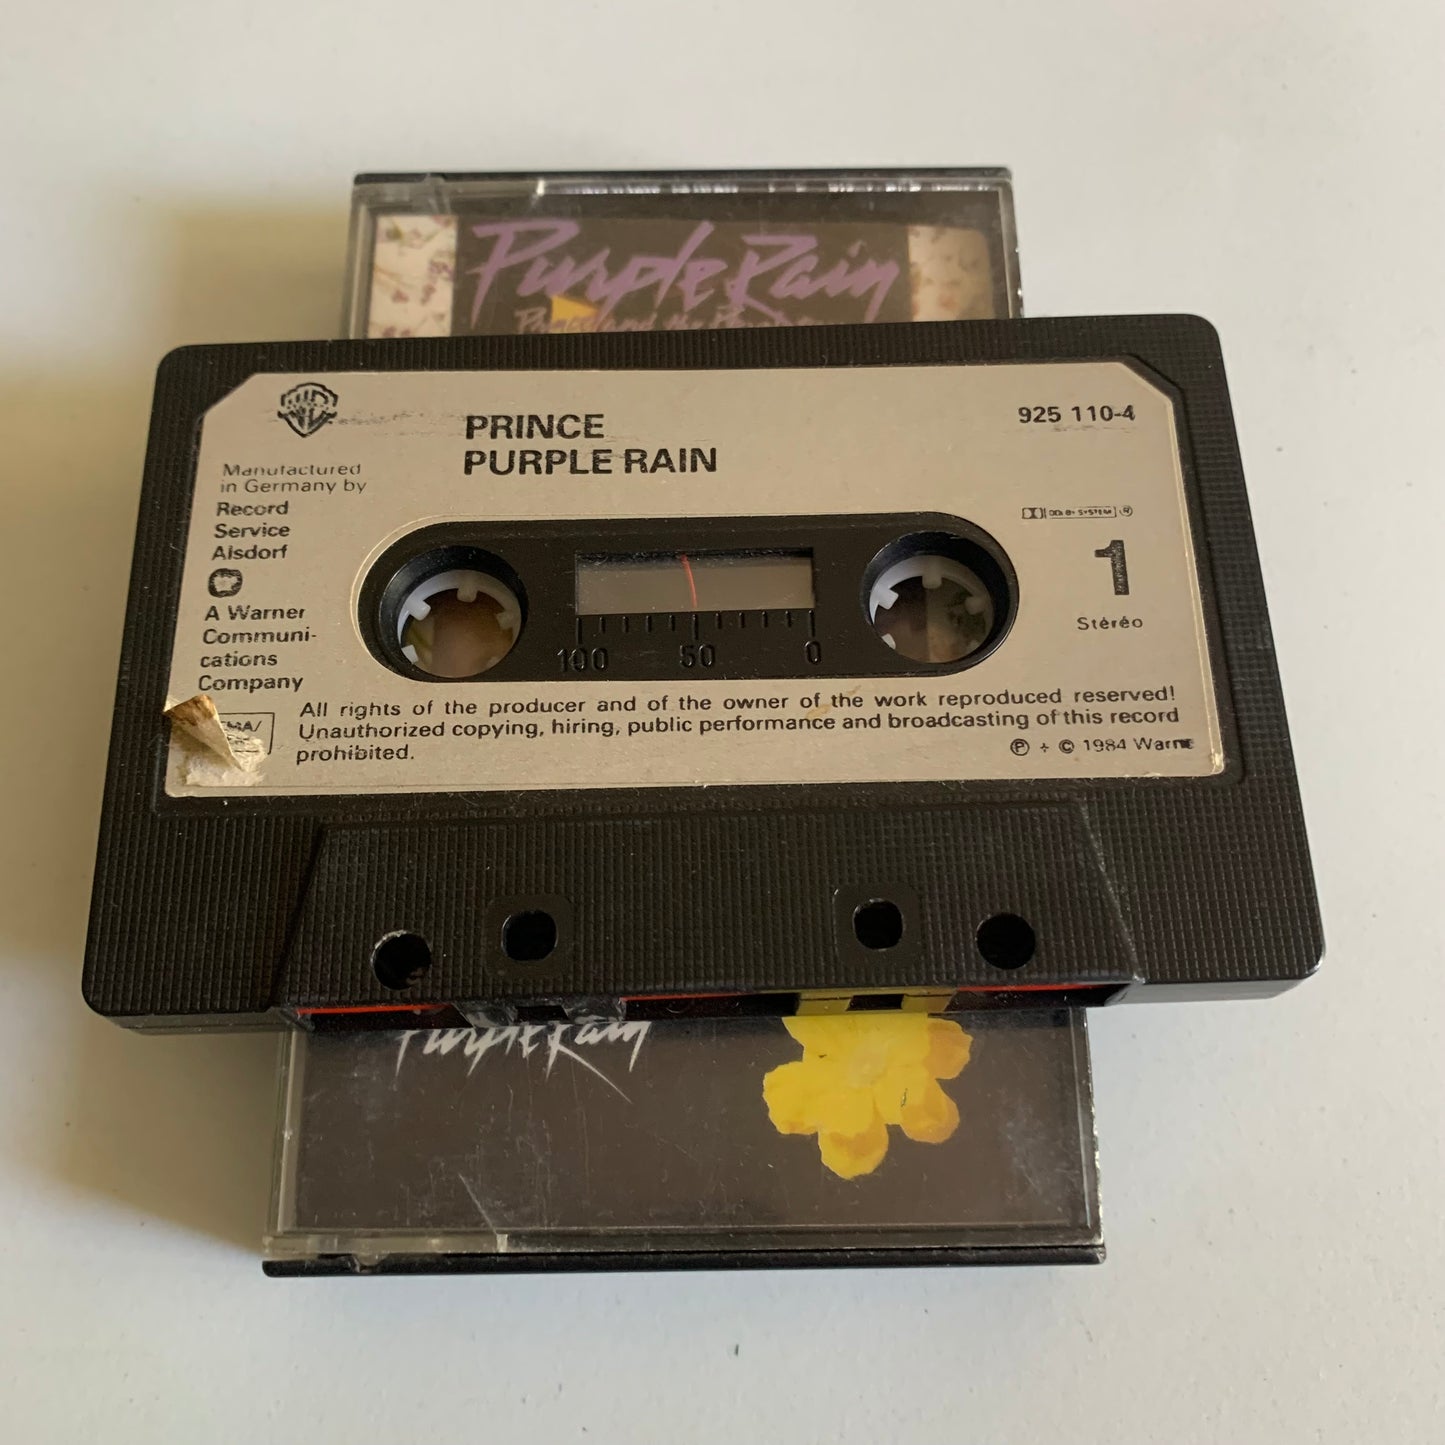 Purple Rain
PRINCE
PURPLE RAIN
925 110-4
Manufactured
in Germany by
Record
Service
Alsdorf
A Warner
Communi-
cations
Company
1
Stéréo
100 50 0
All rights of the producer and of the owner of the work reproduced reserved!
Unauthorized copying, hiring, public performance and broadcasting of this record
prohibited.
℗ + © 1984
Purple Rain